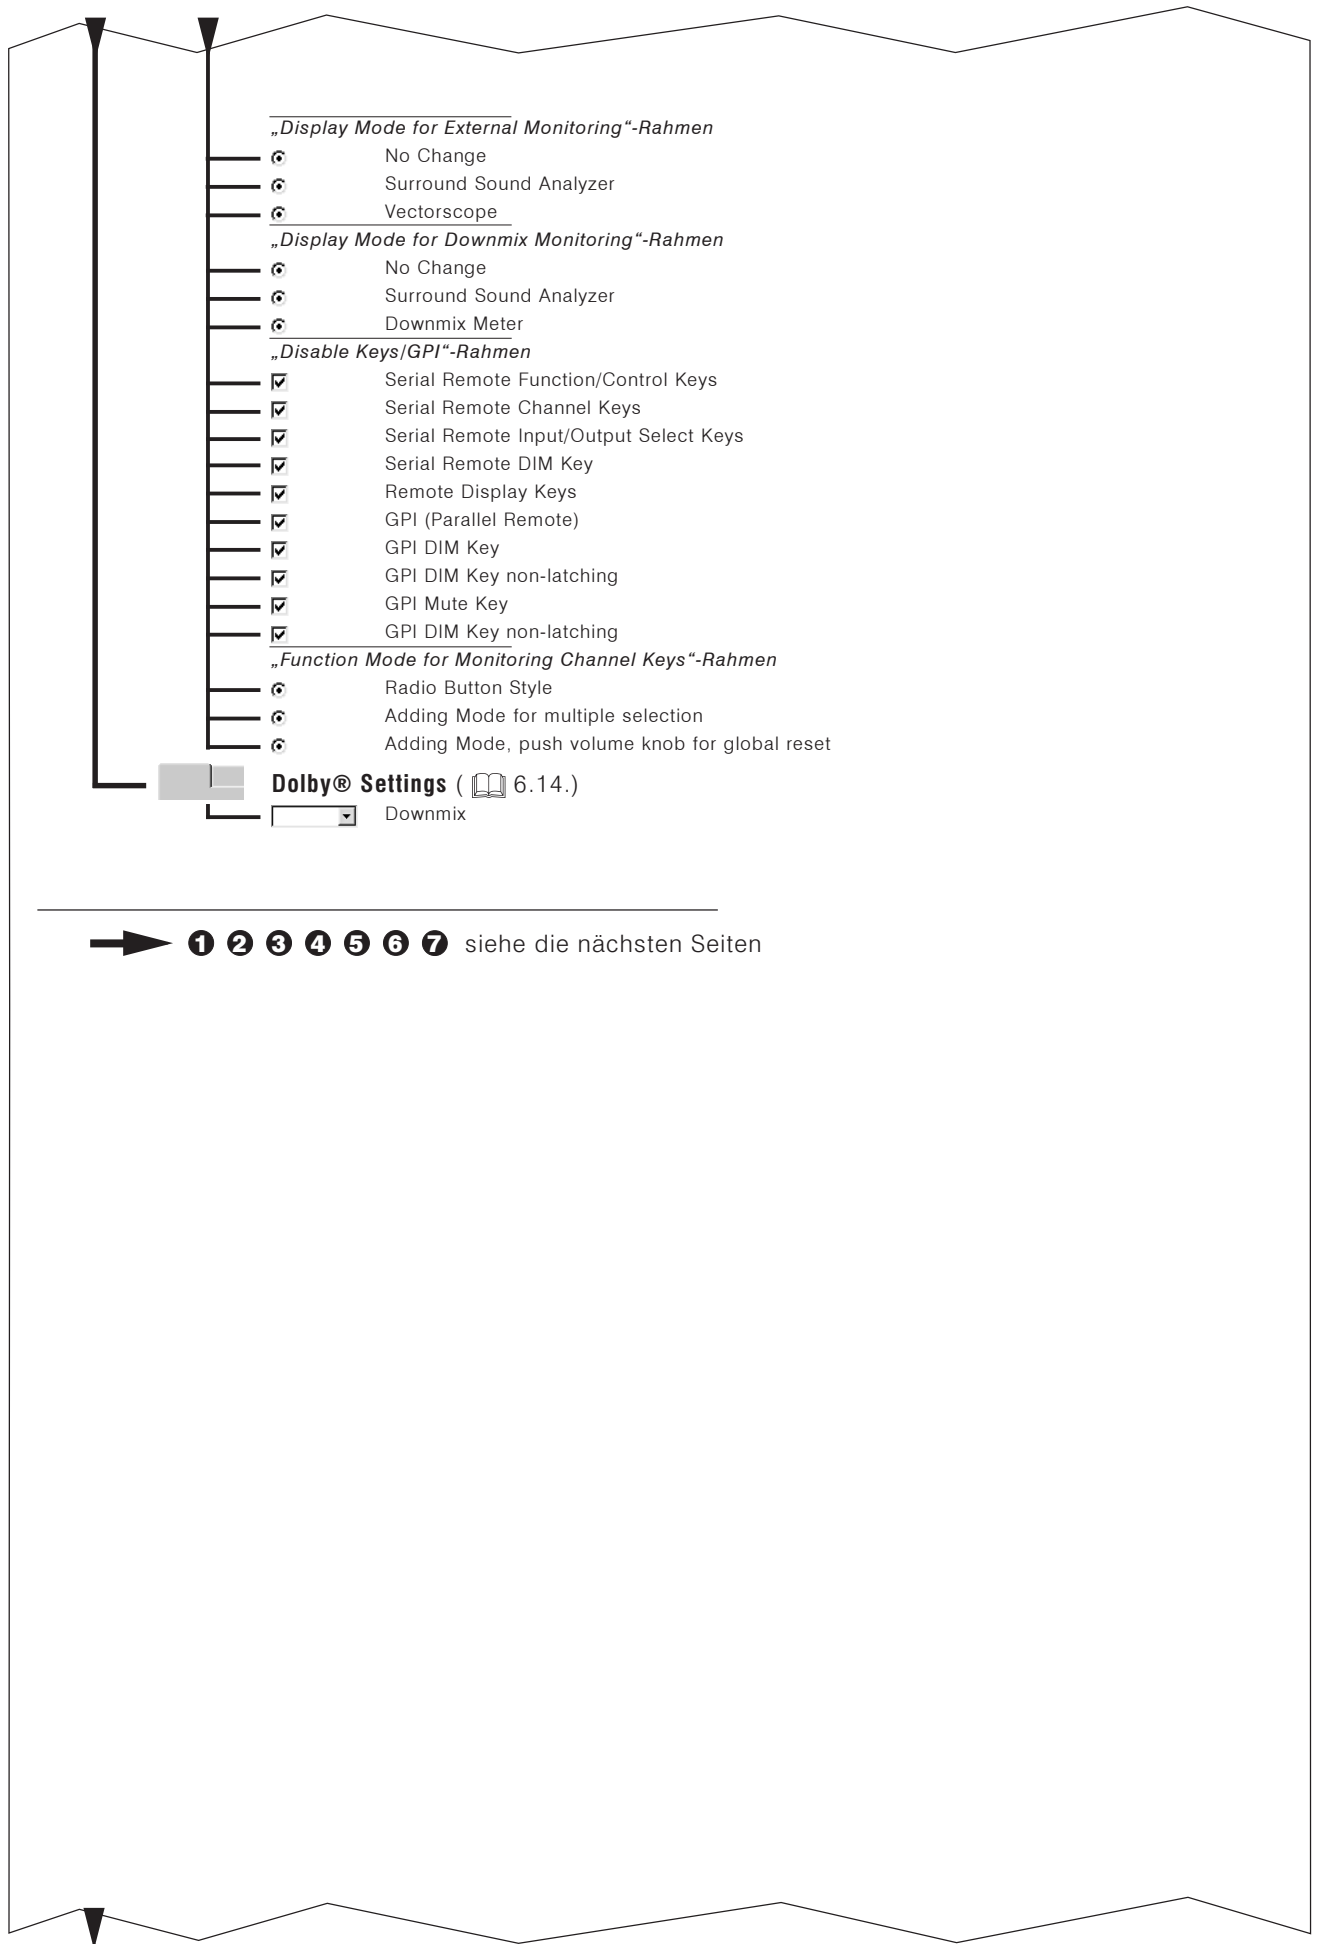 „Display Mode for External Monitoring“-Rahmen
No Change
Surround Sound Analyzer
Vectorscope
„Display Mode for Downmix Monitoring“-Rahmen
No Change
Surround Sound Analyzer
Downmix Meter
„Disable Keys/GPI“-Rahmen
Serial Remote Function/Control Keys
Serial Remote Channel Keys
Serial Remote Input/Output Select Keys
Serial Remote DIM Key
Remote Display Keys
GPI (Parallel Remote)
GPI DIM Key
GPI DIM Key non-latching
GPI Mute Key
GPI DIM Key non-latching
„Function Mode for Monitoring Channel Keys“-Rahmen
Radio Button Style
Adding Mode for multiple selection
Adding Mode, push volume knob for global reset
Dolby® Settings ( 6.14.)
Downmix
❶ ❷ ❸ ❹ ❺ ❻ ❼ siehe die nächsten Seiten